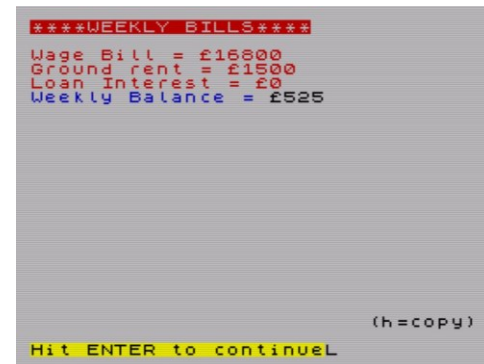 ****WEEKLY BILLS****
Wage Bill = £16800
Ground rent = £1500
Loan Interest = £0
Weekly Balance = £525
(h=copy)
Hit ENTER to continueL